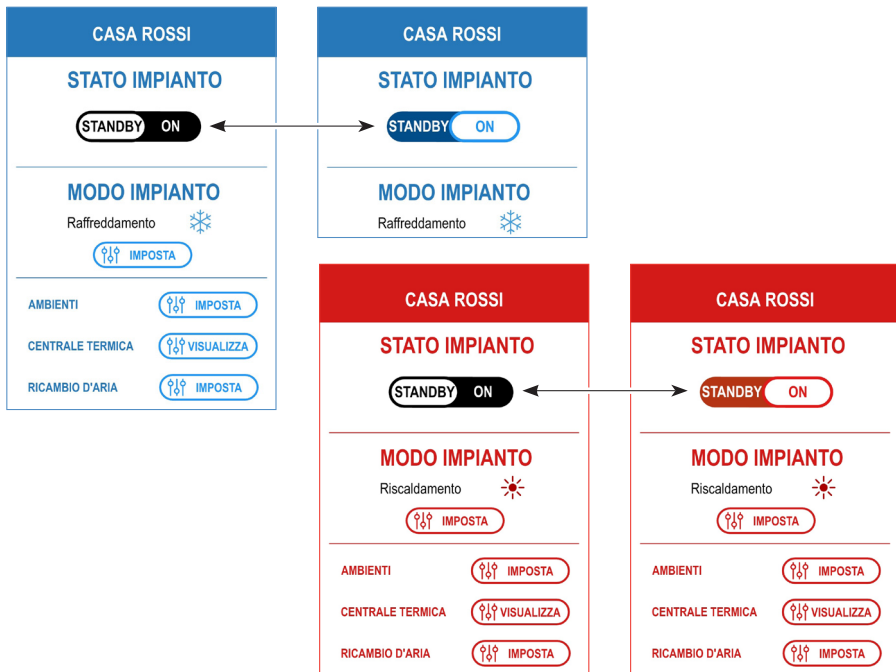 CASA ROSSI
STATO IMPIANTO
STANDBY ON
MODO IMPIANTO
Raffreddamento
IMPOSTA
AMBIENTI IMPOSTA
CENTRALE TERMICA VISUALIZZA
RICAMBIO D'ARIA IMPOSTA
CASA ROSSI
STATO IMPIANTO
STANDBY ON
MODO IMPIANTO
Raffreddamento
CASA ROSSI
STATO IMPIANTO
STANDBY ON
MODO IMPIANTO
Riscaldamento
IMPOSTA
AMBIENTI IMPOSTA
CENTRALE TERMICA VISUALIZZA
RICAMBIO D'ARIA IMPOSTA
CASA ROSSI
STATO IMPIANTO
STANDBY ON
MODO IMPIANTO
Riscaldamento
IMPOSTA
AMBIENTI IMPOSTA
CENTRALE TERMICA VISUALIZZA
RICAMBIO D'ARIA IMPOSTA